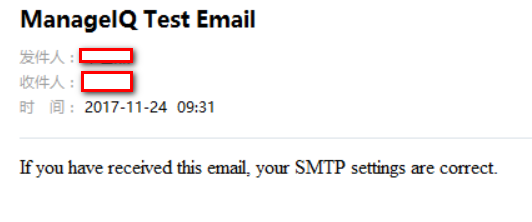 ManageIQ Test Email
发件人：
收件人：
时　间： 2017-11-24 09:31
If you have received this email, your SMTP settings are correct.